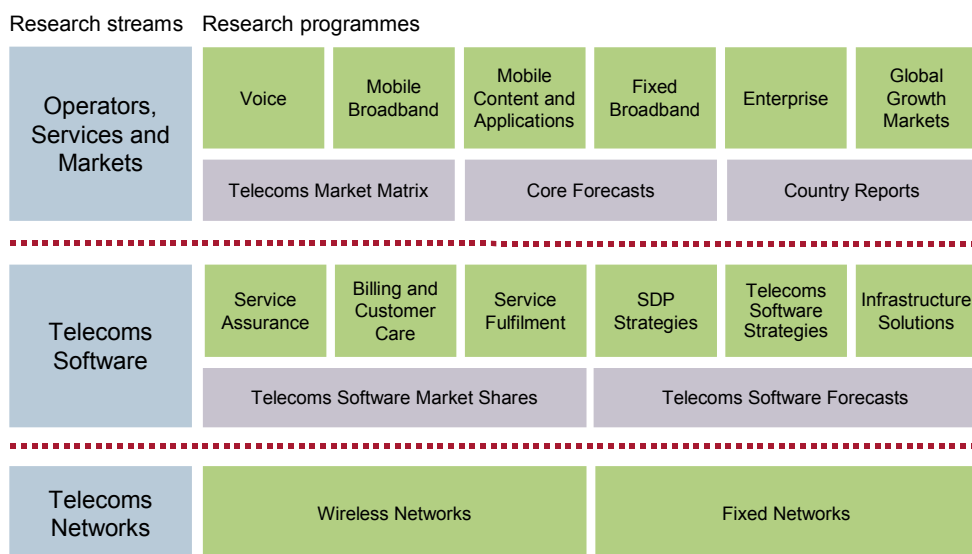 Research streams
Research programmes
Operators,
Services and
Markets
Voice
Mobile
Broadband
Mobile
Content and
Applications
Fixed
Broadband
Enterprise
Global
Growth
Markets
Telecoms Market Matrix
Core Forecasts
Country Reports
Telecoms
Software
Service
Assurance
Billing and
Customer
Care
Service
Fulfilment
SDP
Strategies
Telecoms
Software
Strategies
Infrastructure
Solutions
Telecoms Software Market Shares
Telecoms Software Forecasts
Telecoms
Networks
Wireless Networks
Fixed Networks